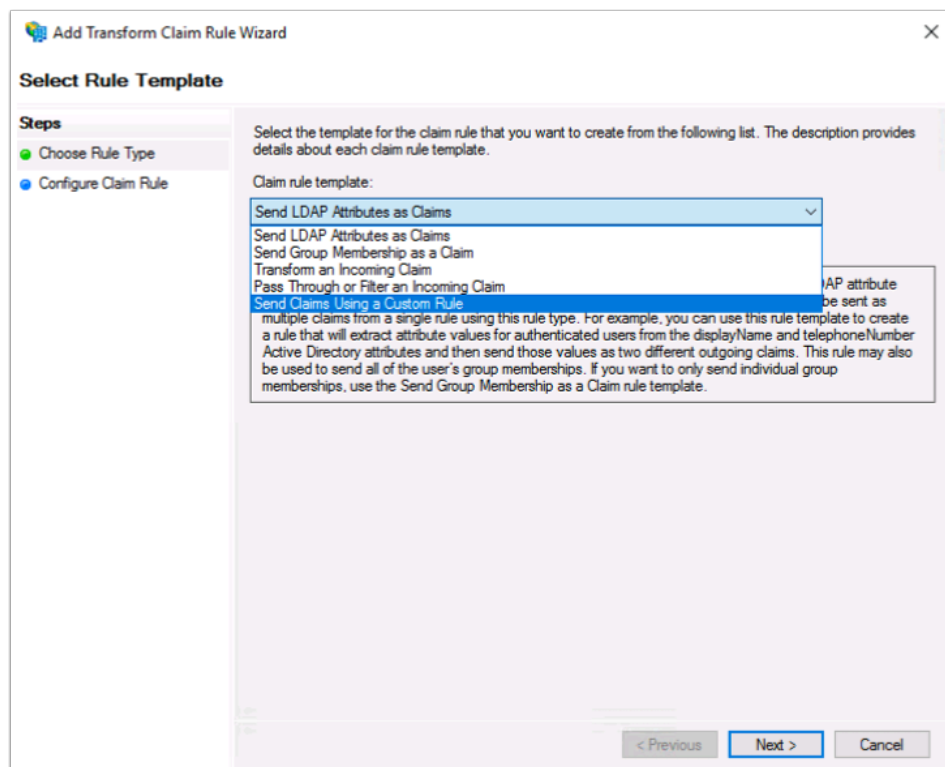 Add Transform Claim Rule Wizard
Select Rule Template
Steps
Choose Rule Type
Configure Claim Rule
Select the template for the claim rule that you want to create from the following list. The description provides
details about each claim rule template.
Claim rule template:
Send LDAP Attributes as Claims
Send LDAP Attributes as Claims
Send Group Membership as a Claim
Transform an Incoming Claim
Pass Through or Filter an Incoming Claim
Send Claims Using a Custom Rule
AP attribute
be sent as
multiple claims from a single rule using this rule type. For example, you can use this rule template to create
a rule that will extract attribute values for authenticated users from the displayName and telephoneNumber
Active Directory attributes and then send those values as two different outgoing claims. This rule may also
be used to send all of the user's group memberships. If you want to only send individual group
memberships, use the Send Group Membership as a Claim rule template.
< Previous
Next >
Cancel